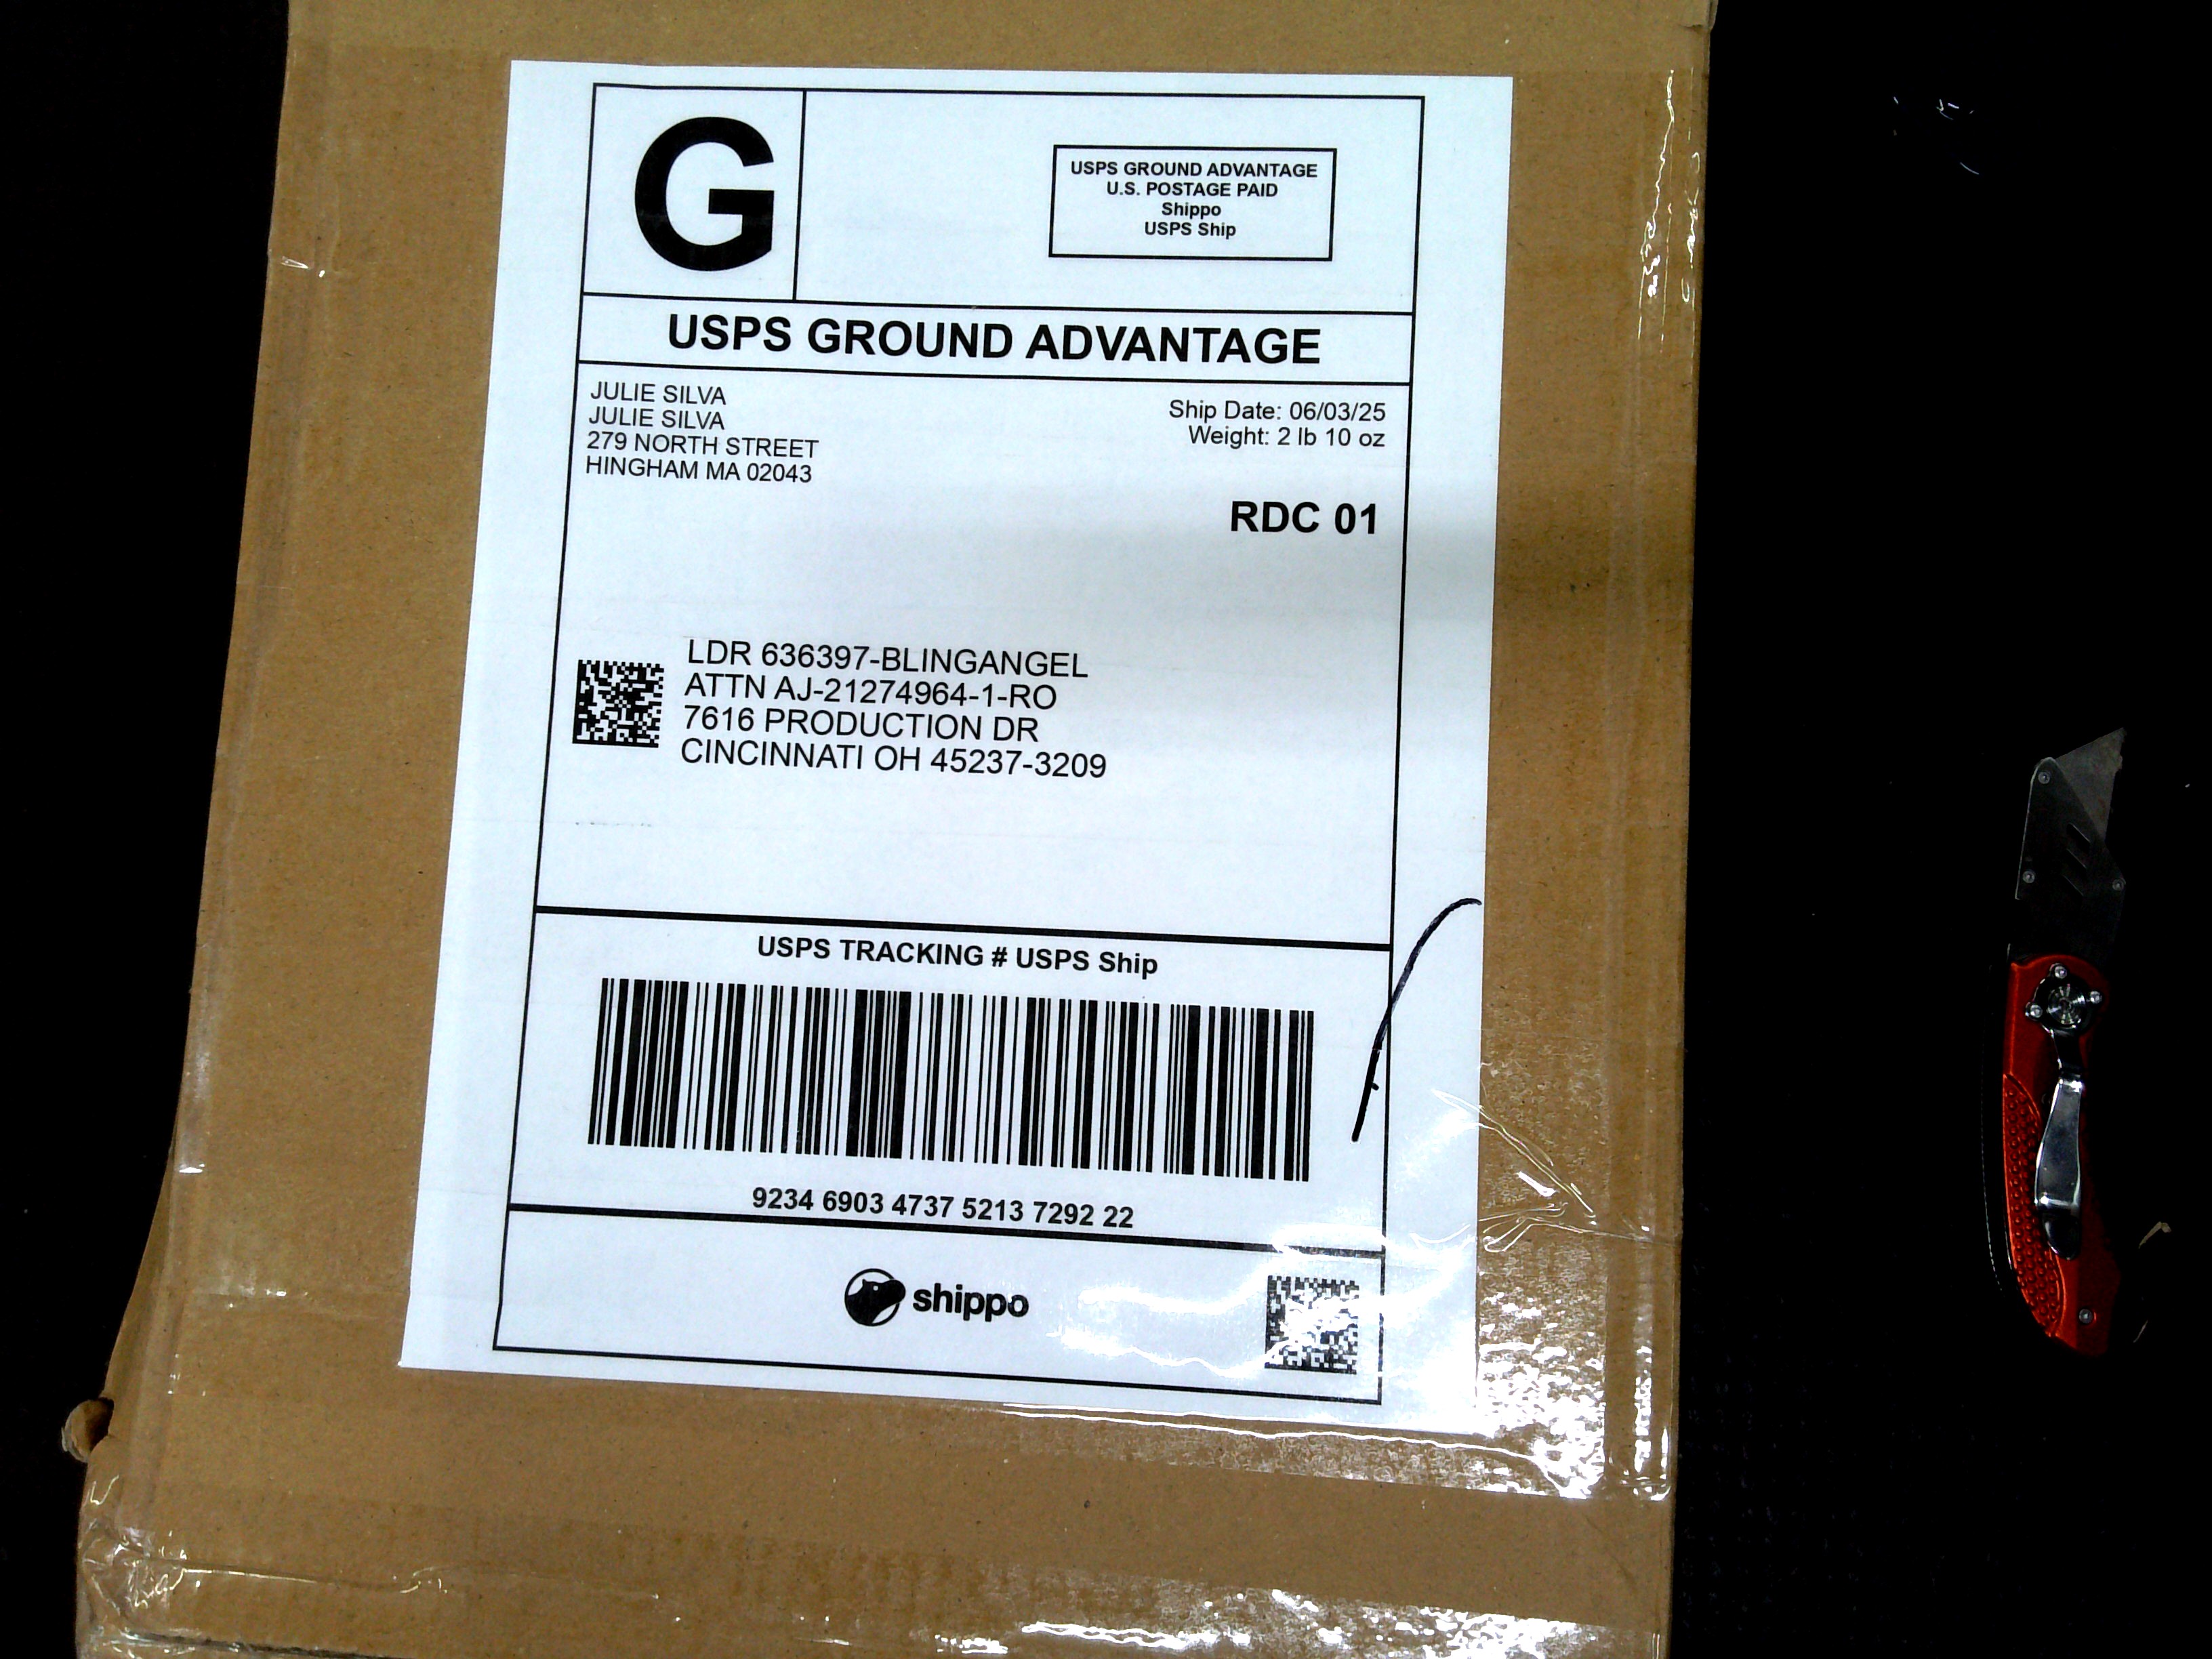 G
USPS GROUND ADVANTAGE
U.S. POSTAGE PAID
Shippo
USPS Ship
USPS GROUND ADVANTAGE
JULIE SILVA
JULIE SILVA
279 NORTH STREET
HINGHAM MA 02043
Ship Date: 06/03/25
Weight: 2 lb 10 oz
RDC 01
LDR 636397-BLINGANGEL
ATTN AJ-21274964-1-RO
7616 PRODUCTION DR
CINCINNATI OH 45237-3209
USPS TRACKING # USPS Ship
9234 6903 4737 5213 7292 22
shippo